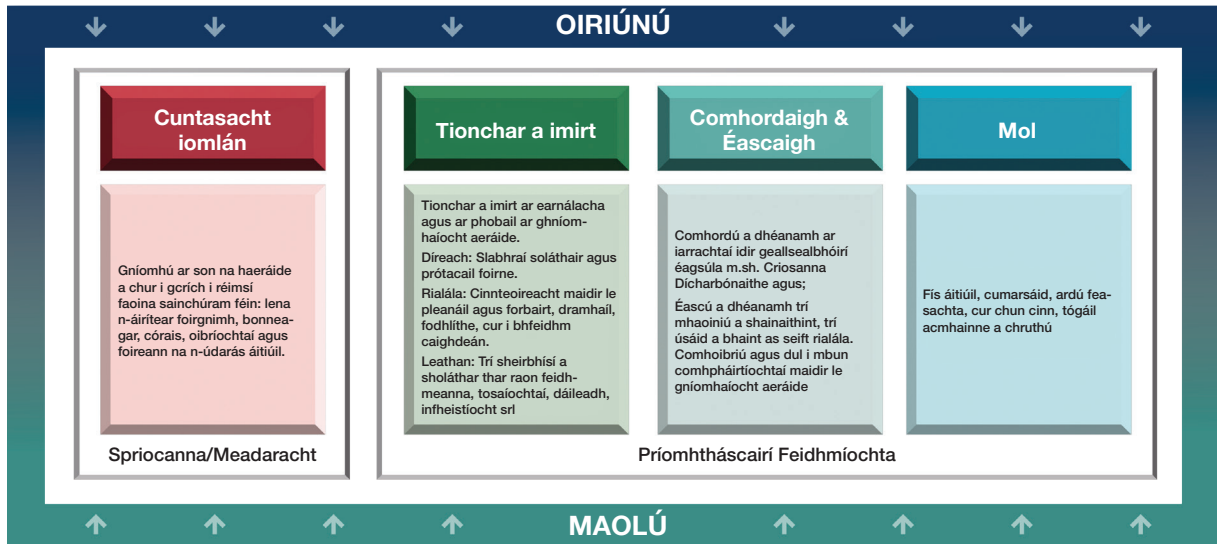 OIRIÚNÚ
Cuntasacht
iomlán
Gníomhú ar son na haeráide
a chur i gcrích i réimsí
faoina sainchúram féin: lena
n-áirítear foirgnimh, bonnea-
gar, córais, oibríochtaí agus
foireann na n-údarás áitiúil.
Spriocanna/Meadaracht
Tionchar a imirt
Tionchar a imirt ar earnálacha
agus ar phobail ar ghníom-
haíocht aeráide.
Díreach: Slabhraí soláthair agus
prótacail foirne.
Rialála: Cinnteoireacht maidir le
pleanáil agus forbairt, dramhaíl,
fodhlíthe, cur i bhfeidhm
caighdeán.
Leathan: Trí sheirbhísí a
sholáthar thar raon feidh-
meanna, tosaíochtaí, dáileadh,
infheistíocht srl
Comhordaigh &
Éascaigh
Comhordú a dhéanamh ar
iarrachtaí idir geallsealbhóirí
éagsúla m.sh. Criosanna
Dícharbónaithe agus;
Éascú a dhéanamh trí
mhaoiniú a shainaithint, trí
úsáid a bhaint as seift rialála.
Comhoibriú agus dul i mbun
comhpháirtíochtaí maidir le
gníomhaíocht aeráide
Mol
Fís áitiúil, cumarsáid, ardú fea-
sachta, cur chun cinn, tógáil
acmhainne a chruthú
Príomhtháscairí Feidhmíochta
MAOLÚ